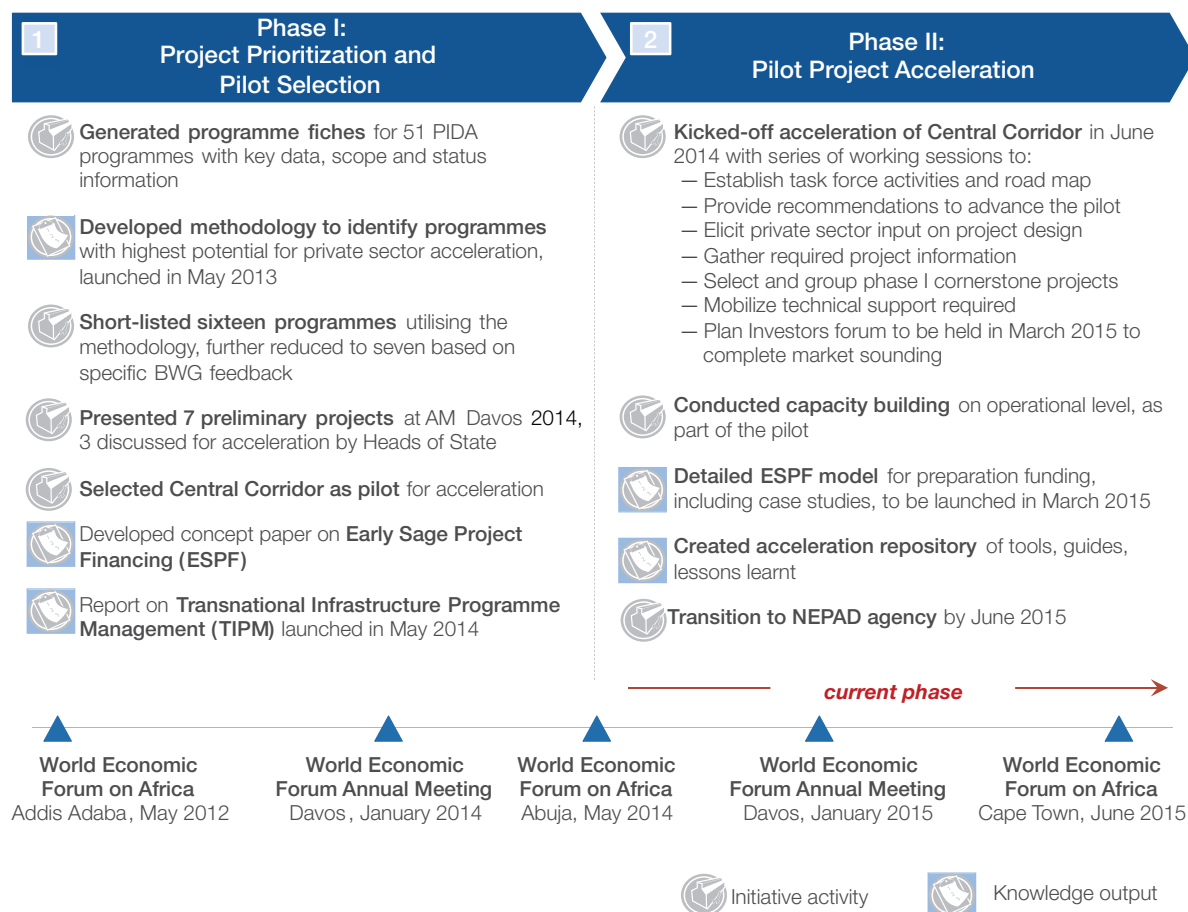 1
Phase I:
Project Prioritization and
Pilot Selection
Generated programme fiches for 51 PIDA
programmes with key data, scope and status
information
Developed methodology to identify programmes
with highest potential for private sector acceleration,
launched in May 2013
Short-listed sixteen programmes utilising the
methodology, further reduced to seven based on
specific BWG feedback
Presented 7 preliminary projects at AM Davos 2014,
3 discussed for acceleration by Heads of State
Selected Central Corridor as pilot for acceleration
Developed concept paper on Early Sage Project
Financing (ESPF)
Report on Transnational Infrastructure Programme
Management (TIPM) launched in May 2014
2
Phase II:
Pilot Project Acceleration
Kicked-off acceleration of Central Corridor in June
2014 with series of working sessions to:
— Establish task force activities and road map
— Provide recommendations to advance the pilot
— Elicit private sector input on project design
— Gather required project information
— Select and group phase I cornerstone projects
— Mobilize technical support required
— Plan Investors forum to be held in March 2015 to
complete market sounding
Conducted capacity building on operational level, as
part of the pilot
Detailed ESPF model for preparation funding,
including case studies, to be launched in March 2015
Created acceleration repository of tools, guides,
lessons learnt
Transition to NEPAD agency by June 2015
current phase
World Economic
Forum on Africa
Addis Adaba, May 2012
World Economic
Forum Annual Meeting
Davos, January 2014
World Economic
Forum on Africa
Abuja, May 2014
World Economic
Forum Annual Meeting
Davos, January 2015
World Economic
Forum on Africa
Cape Town, June 2015
Initiative activity
Knowledge output